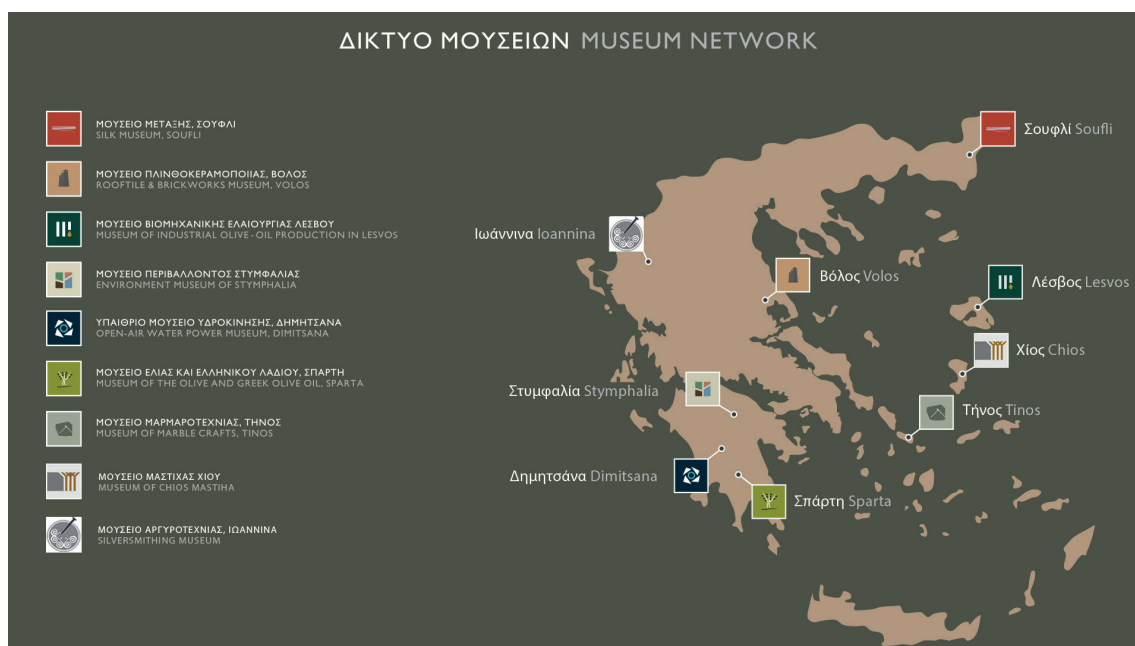 ΔΙΚΤΥΟ ΜΟΥΣΕΙΩΝ MUSEUM NETWORK
ΜΟΥΣΕΙΟ ΜΕΤΑΞΗΣ, ΣΟΥΦΛΙ
SILK MUSEUM, SOUFLI
ΜΟΥΣΕΙΟ ΠΛΙΝΘΟΚΕΡΑΜΟΠΟΙΙΑΣ, ΒΟΛΟΣ
ROOFTILE & BRICKWORKS MUSEUM, VOLOS
ΜΟΥΣΕΙΟ ΒΙΟΜΗΧΑΝΙΚΗΣ ΕΛΑΙΟΥΡΓΙΑΣ ΛΕΣΒΟΥ
MUSEUM OF INDUSTRIAL OLIVE-OIL PRODUCTION IN LESVOS
ΜΟΥΣΕΙΟ ΠΕΡΙΒΑΛΛΟΝΤΟΣ ΣΤΥΜΦΑΛΙΑΣ
ENVIRONMENT MUSEUM OF STYMPHALIA
ΥΠΑΙΘΡΙΟ ΜΟΥΣΕΙΟ ΥΔΡΟΚΙΝΗΣΗΣ, ΔΗΜΗΤΣΑΝΑ
OPEN-AIR WATER POWER MUSEUM, DIMITSANA
ΜΟΥΣΕΙΟ ΕΛΙΑΣ ΚΑΙ ΕΛΛΗΝΙΚΟΥ ΛΑΔΙΟΥ, ΣΠΑΡΤΗ
MUSEUM OF THE OLIVE AND GREEK OLIVE OIL, SPARTA
ΜΟΥΣΕΙΟ ΜΑΡΜΑΡΟΤΕΧΝΙΑΣ, ΤΗΝΟΣ
MUSEUM OF MARBLE CRAFTS, TINOS
ΜΟΥΣΕΙΟ ΜΑΣΤΙΧΑΣ ΧΙΟΥ
MUSEUM OF CHIOS MASTIHA
ΜΟΥΣΕΙΟ ΑΡΓΥΡΟΤΕΧΝΙΑΣ, ΙΩΑΝΝΙΝΑ
SILVERSMITHING MUSEUM
Σουφλί Soufli
Ιωάννινα Ioannina
Βόλος Volos
Λέσβος Lesvos
Χίος Chios
Στυμφαλία Stymphalia
Τήνος Tinos
Δημητσάνα Dimitsana
Σπάρτη Sparta